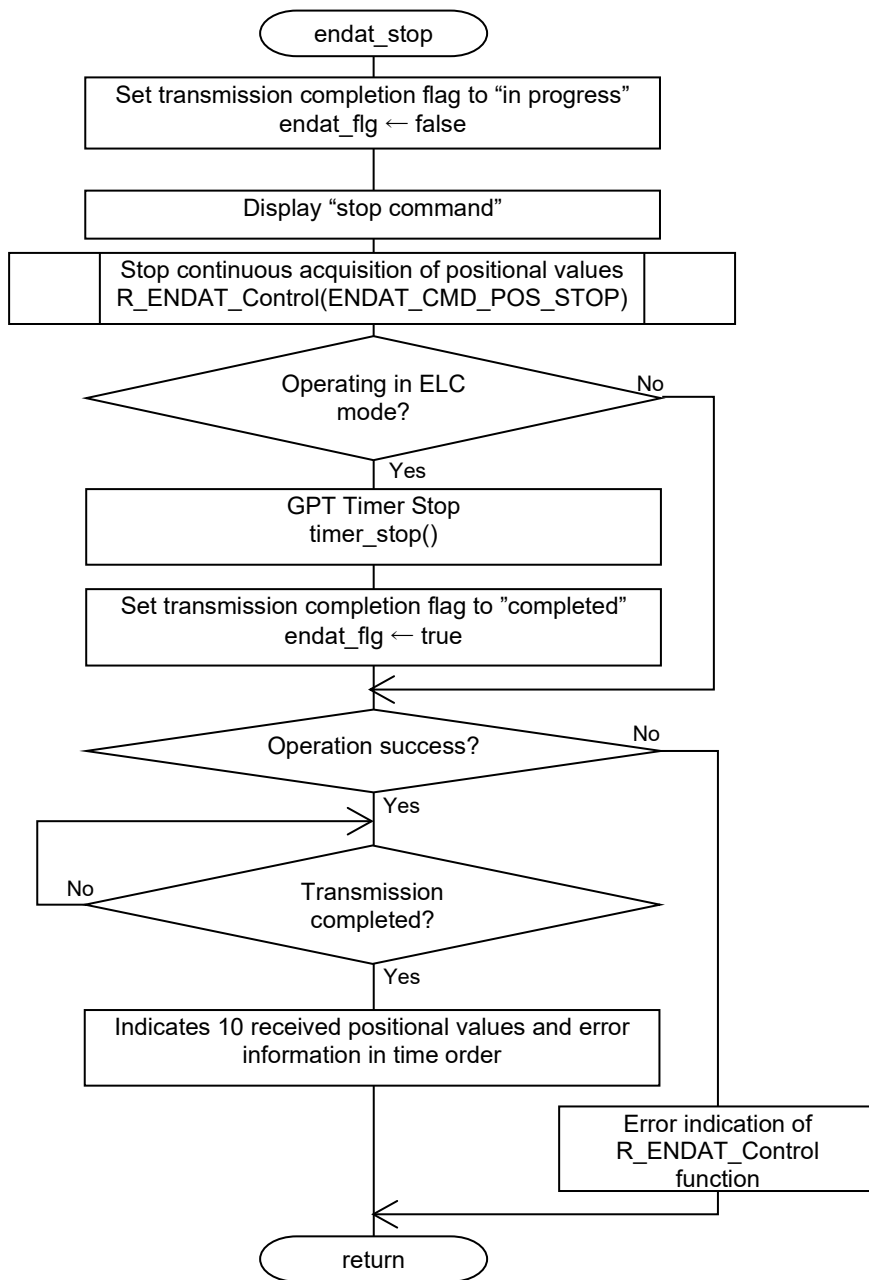 endat_stop
Set transmission completion flag to “in progress”
endat_flg ← false
Display “stop command”
Stop continuous acquisition of positional values
R_ENDAT_Control(ENDAT_CMD_POS_STOP)
Operating in ELC
mode?
No
Yes
GPT Timer Stop
timer_stop()
Set transmission completion flag to ”completed”
endat_flg ← true
Operation success?
No
Yes
Transmission
completed?
No
Yes
Indicates 10 received positional values and error
information in time order
Error indication of
R_ENDAT_Control
function
return